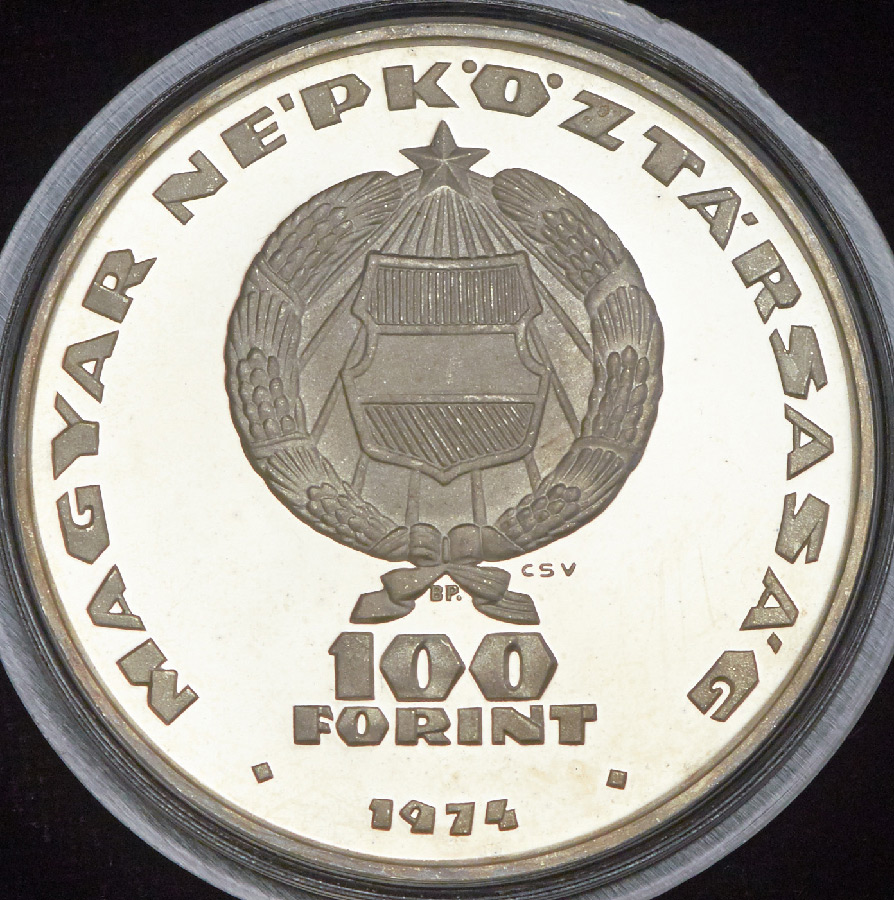 MAGYAR NÉPKÖZTÁRSASÁG
CSV
BP.
100
FORINT
1974